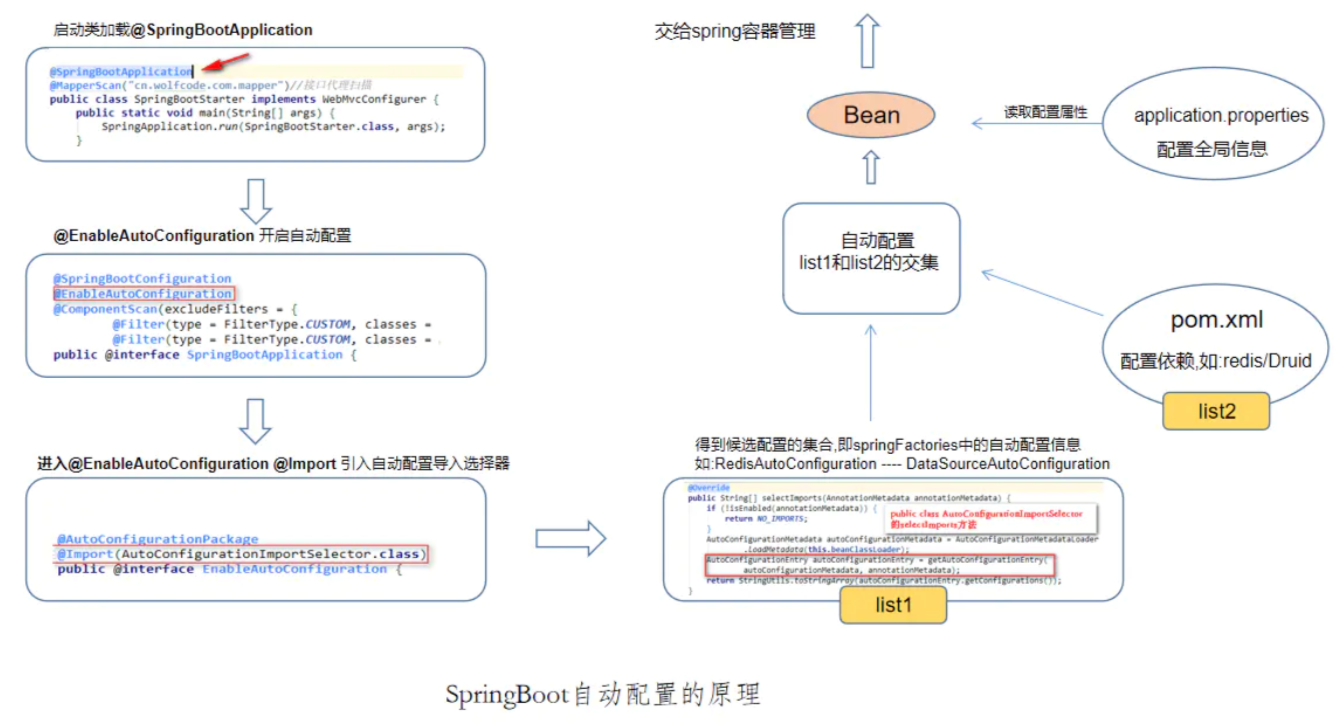 启动类加载@SpringBootApplication
@SpringBootApplication
@MapperScan("cn.wolfcode.com.mapper")//接口代理扫描
public class SpringBootStarter implements WebMvcConfigurer {
public static void main(String[] args) {
SpringApplication.run(SpringBootStarter.class, args);
}
@EnableAutoConfiguration 开启自动配置
@SpringBootConfiguration
@EnableAutoConfiguration
@ComponentScan(excludeFilters = {
@Filter(type = FilterType.CUSTOM, classes =
@Filter(type = FilterType.CUSTOM, classes =
public @interface SpringBootApplication {
进入@EnableAutoConfiguration @Import 引入自动配置导入选择器
@AutoConfigurationPackage
@Import(AutoConfigurationImportSelector.class)
public @interface EnableAutoConfiguration {
交给spring容器管理
Bean
读取配置属性
application.properties
配置全局信息
自动配置
list1和list2的交集
pom.xml
配置依赖,如:redis/Druid
list2
得到候选配置的集合,即springFactories中的自动配置信息
如:RedisAutoConfiguration ---- DataSourceAutoConfiguration
@Override
public String[] selectImports(AnnotationMetadata annotationMetadata) {
if (!isEnabled(annotationMetadata)) {
return NO_IMPORTS;
}
public class AutoConfigurationImportSelector
的selectImports方法
AutoConfigurationMetadata autoConfigurationMetadata = AutoConfigurationMetadataLoader
.loadMetadata(this.beanClassLoader);
AutoConfigurationEntry autoConfigurationEntry = getAutoConfigurationEntry(
autoConfigurationMetadata, annotationMetadata);
return StringUtils.toStringArray(autoConfigurationEntry.getConfigurations());
}
list1
SpringBoot自动配置的原理